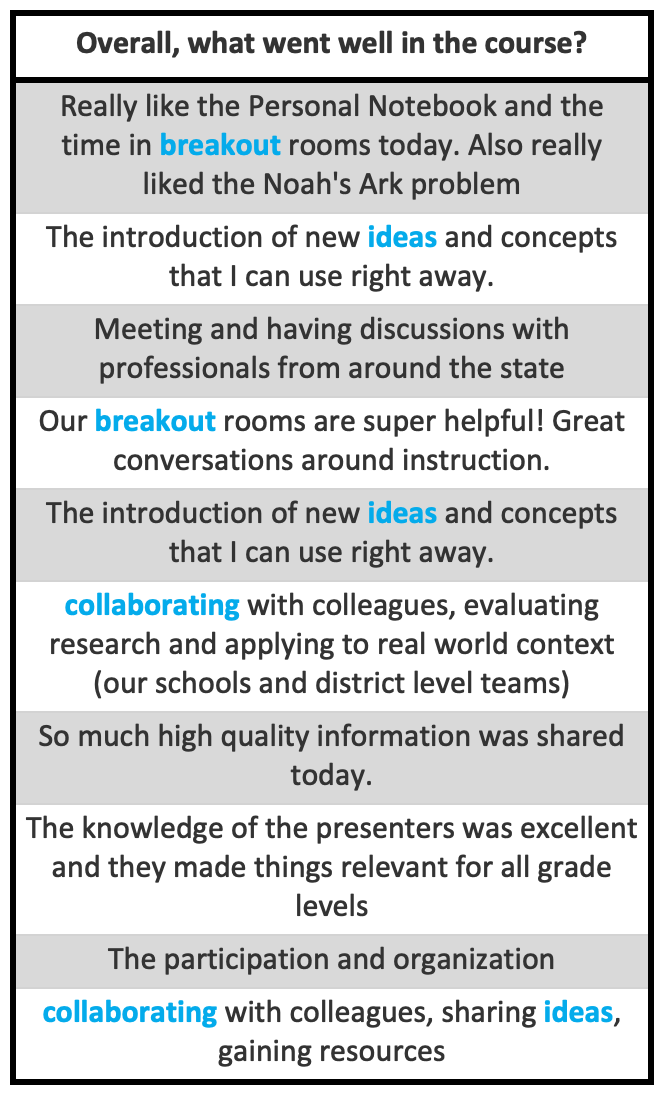 Overall, what went well in the course?
Really like the Personal Notebook and the
time in breakout rooms today. Also really
liked the Noah's Ark problem
The introduction of new ideas and concepts
that I can use right away.
Meeting and having discussions with
professionals from around the state
Our breakout rooms are super helpful! Great
conversations around instruction.
The introduction of new ideas and concepts
that I can use right away.
collaborating with colleagues, evaluating
research and applying to real world context
(our schools and district level teams)
So much high quality information was shared
today.
The knowledge of the presenters was excellent
and they made things relevant for all grade
levels
The participation and organization
collaborating with colleagues, sharing ideas,
gaining resources